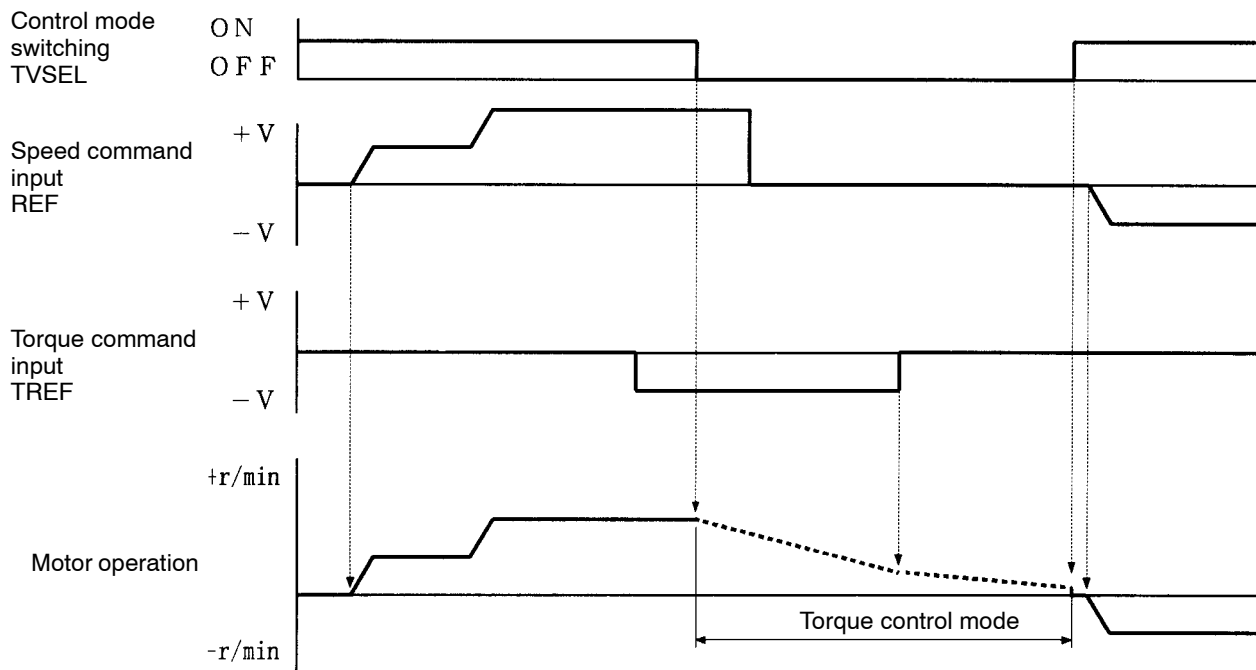 Control mode
switching
TVSEL
ON
OFF
Speed command
input
REF
+V
−V
Torque command
input
TREF
+V
−V
+r/min
Motor operation
Torque control mode
-r/min